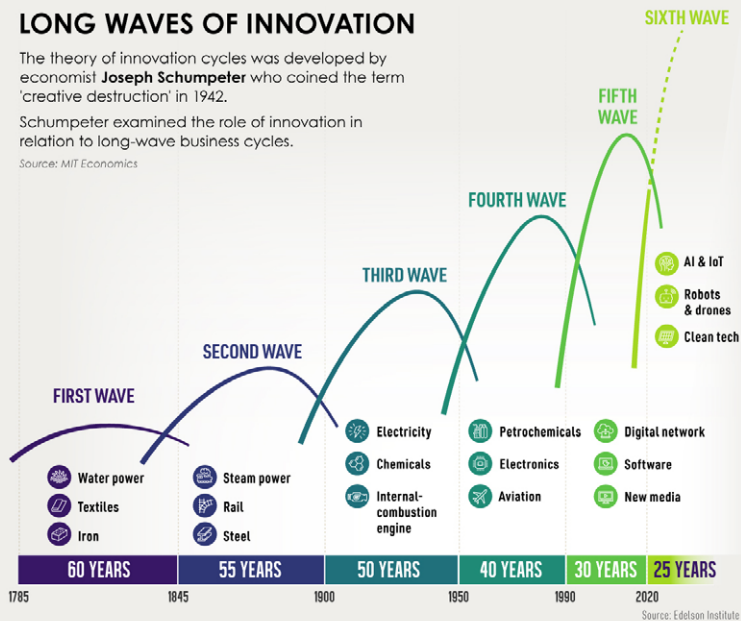 LONG WAVES OF INNOVATION
The theory of innovation cycles was developed by
economist Joseph Schumpeter who coined the term
'creative destruction' in 1942.
Schumpeter examined the role of innovation in
relation to long-wave business cycles.
Source: MIT Economics
SIXTH WAVE
FIFTH
WAVE
FOURTH WAVE
THIRD WAVE
SECOND WAVE
FIRST WAVE
AI & IoT
Robots
& drones
Clean tech
Water power
Textiles
Iron
Steam power
Rail
Steel
Electricity
Chemicals
Internal-
combustion
engine
Petrochemicals
Electronics
Aviation
Digital network
Software
New media
60 YEARS
55 YEARS
50 YEARS
40 YEARS
30 YEARS
25 YEARS
1785
1845
1900
1950
1990
2020
Source: Edelson Institute